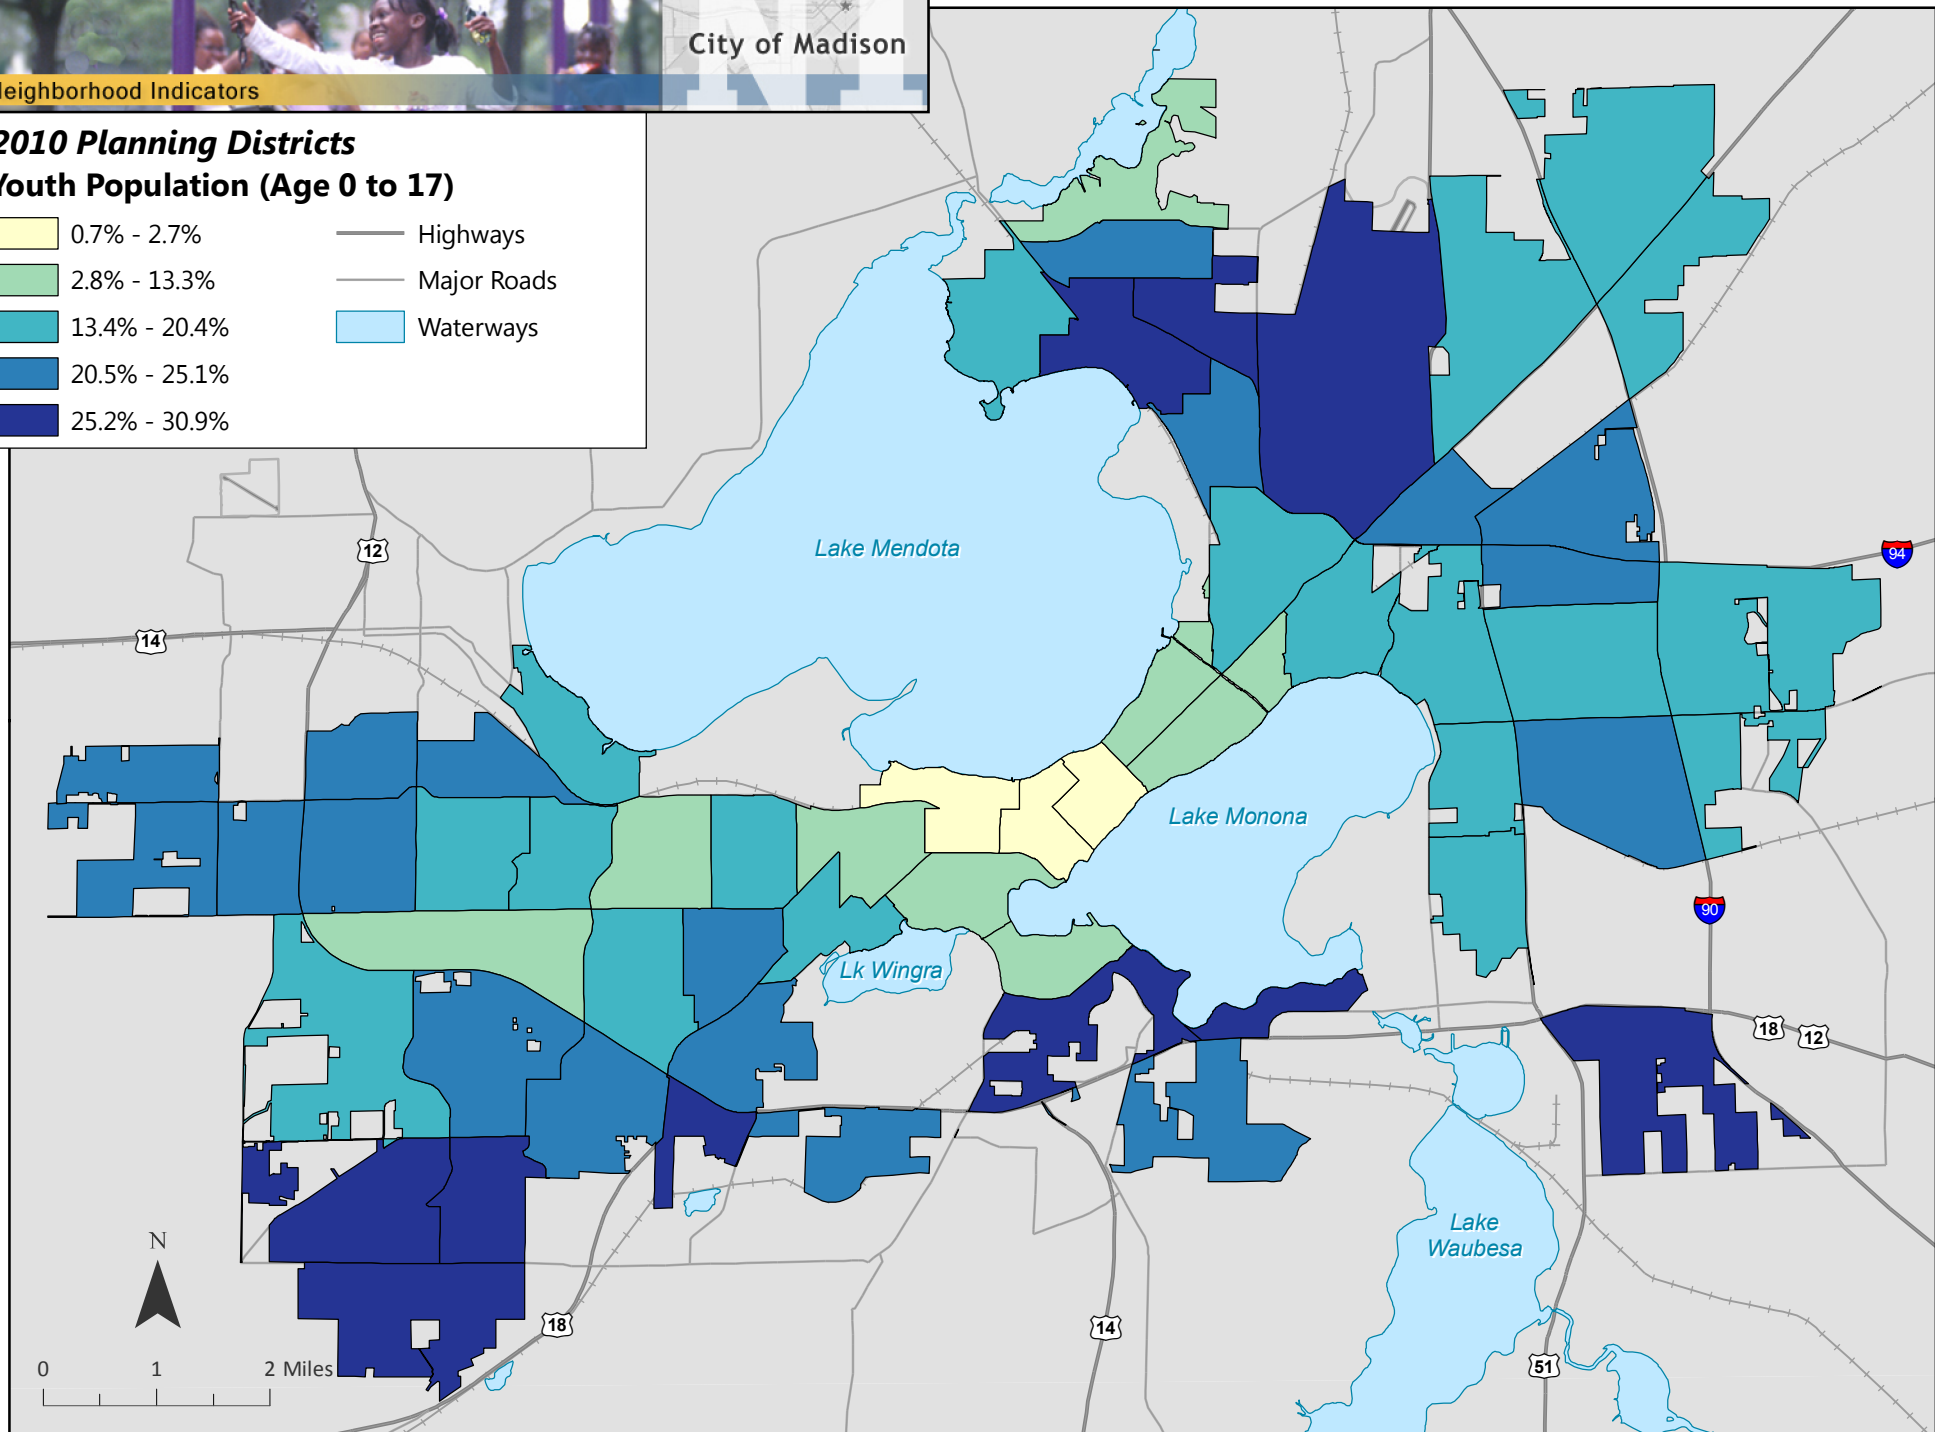 City of Madison
Neighborhood Indicators
2010 Planning Districts
Youth Population (Age 0 to 17)
0.7% - 2.7%
2.8% - 13.3%
13.4% - 20.4%
20.5% - 25.1%
25.2% - 30.9%
Highways
Major Roads
Waterways
12
14
94
Lake Mendota
Lake Monona
90
Lk Wingra
18
12
Lake
Waubesa
N
18
14
51
0 1 2 Miles